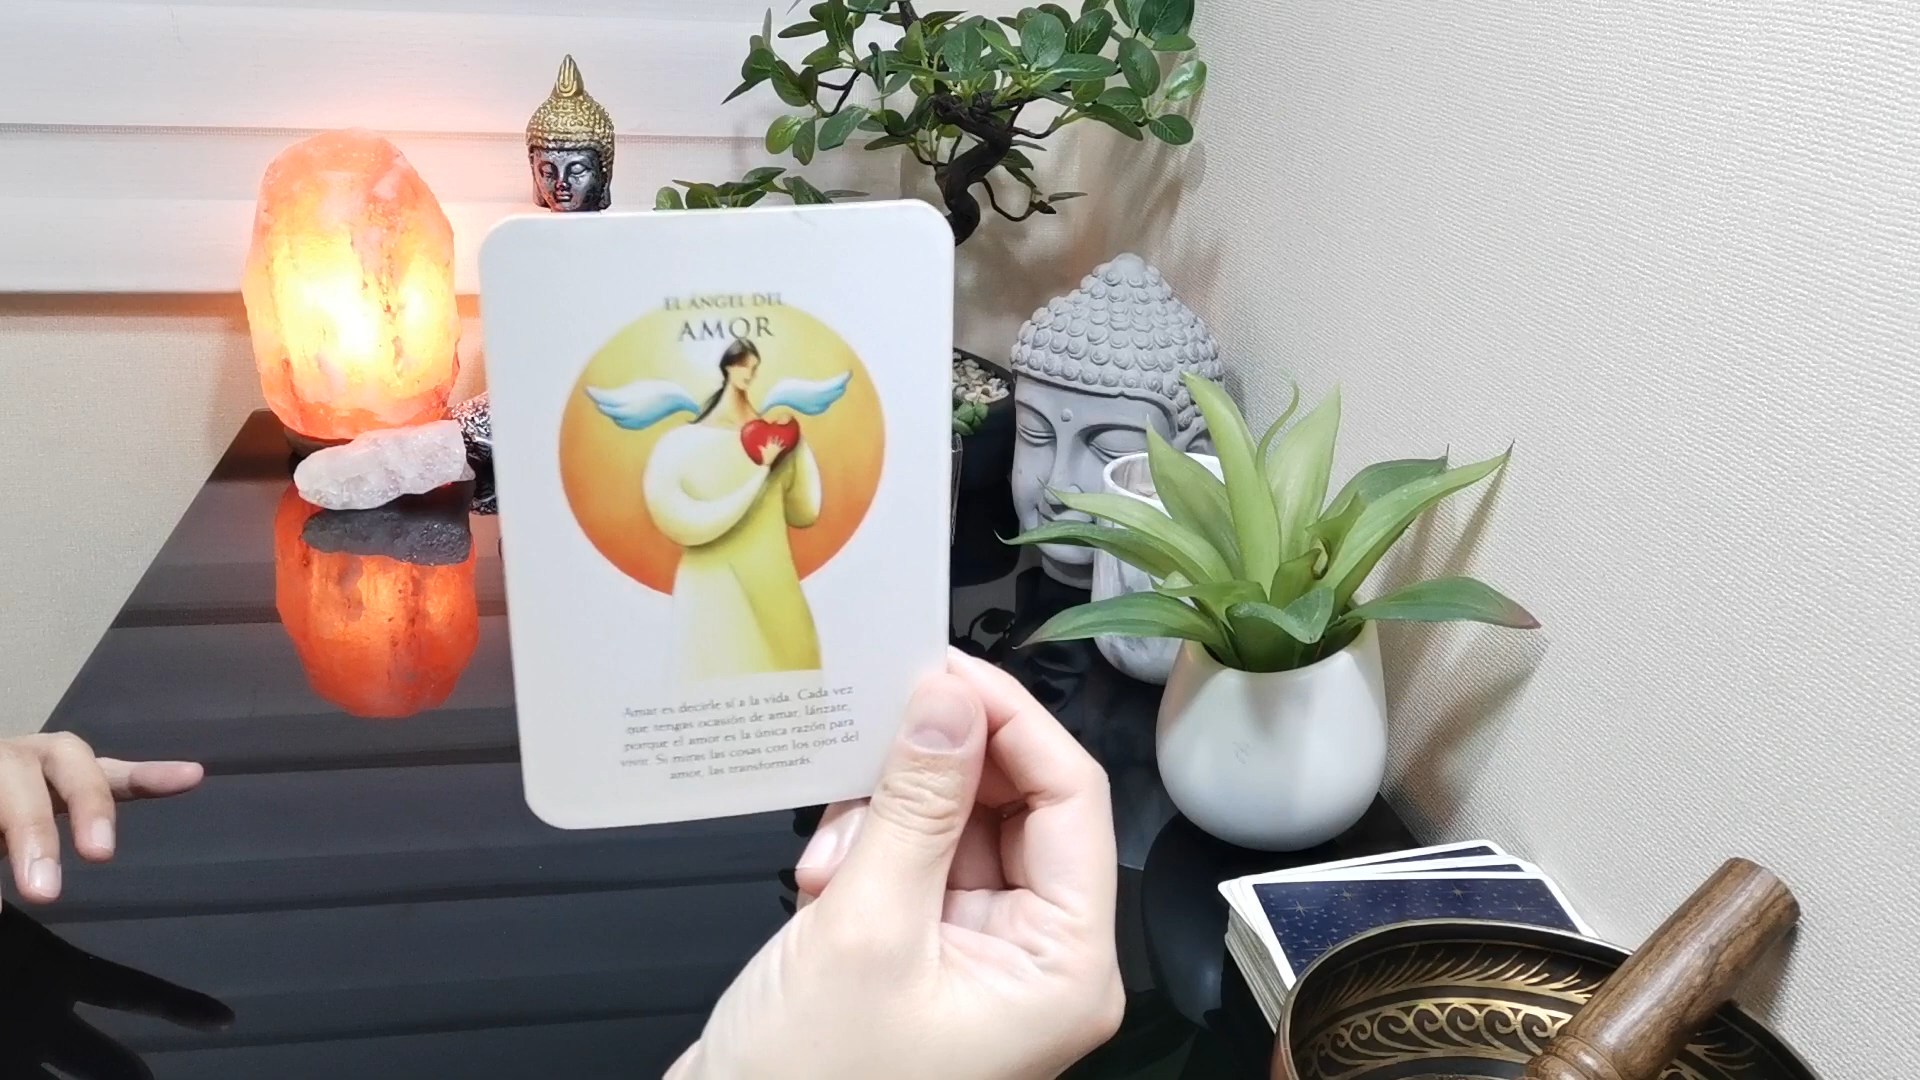 EL ÁNGEL DEL
AMOR
Amar es decirle sí a la vida. Cada vez
que tengas ocasión de amar, lánzate,
porque el amor es la única razón para
vivir. Si miras las cosas con los ojos del
amor, las transformarás.